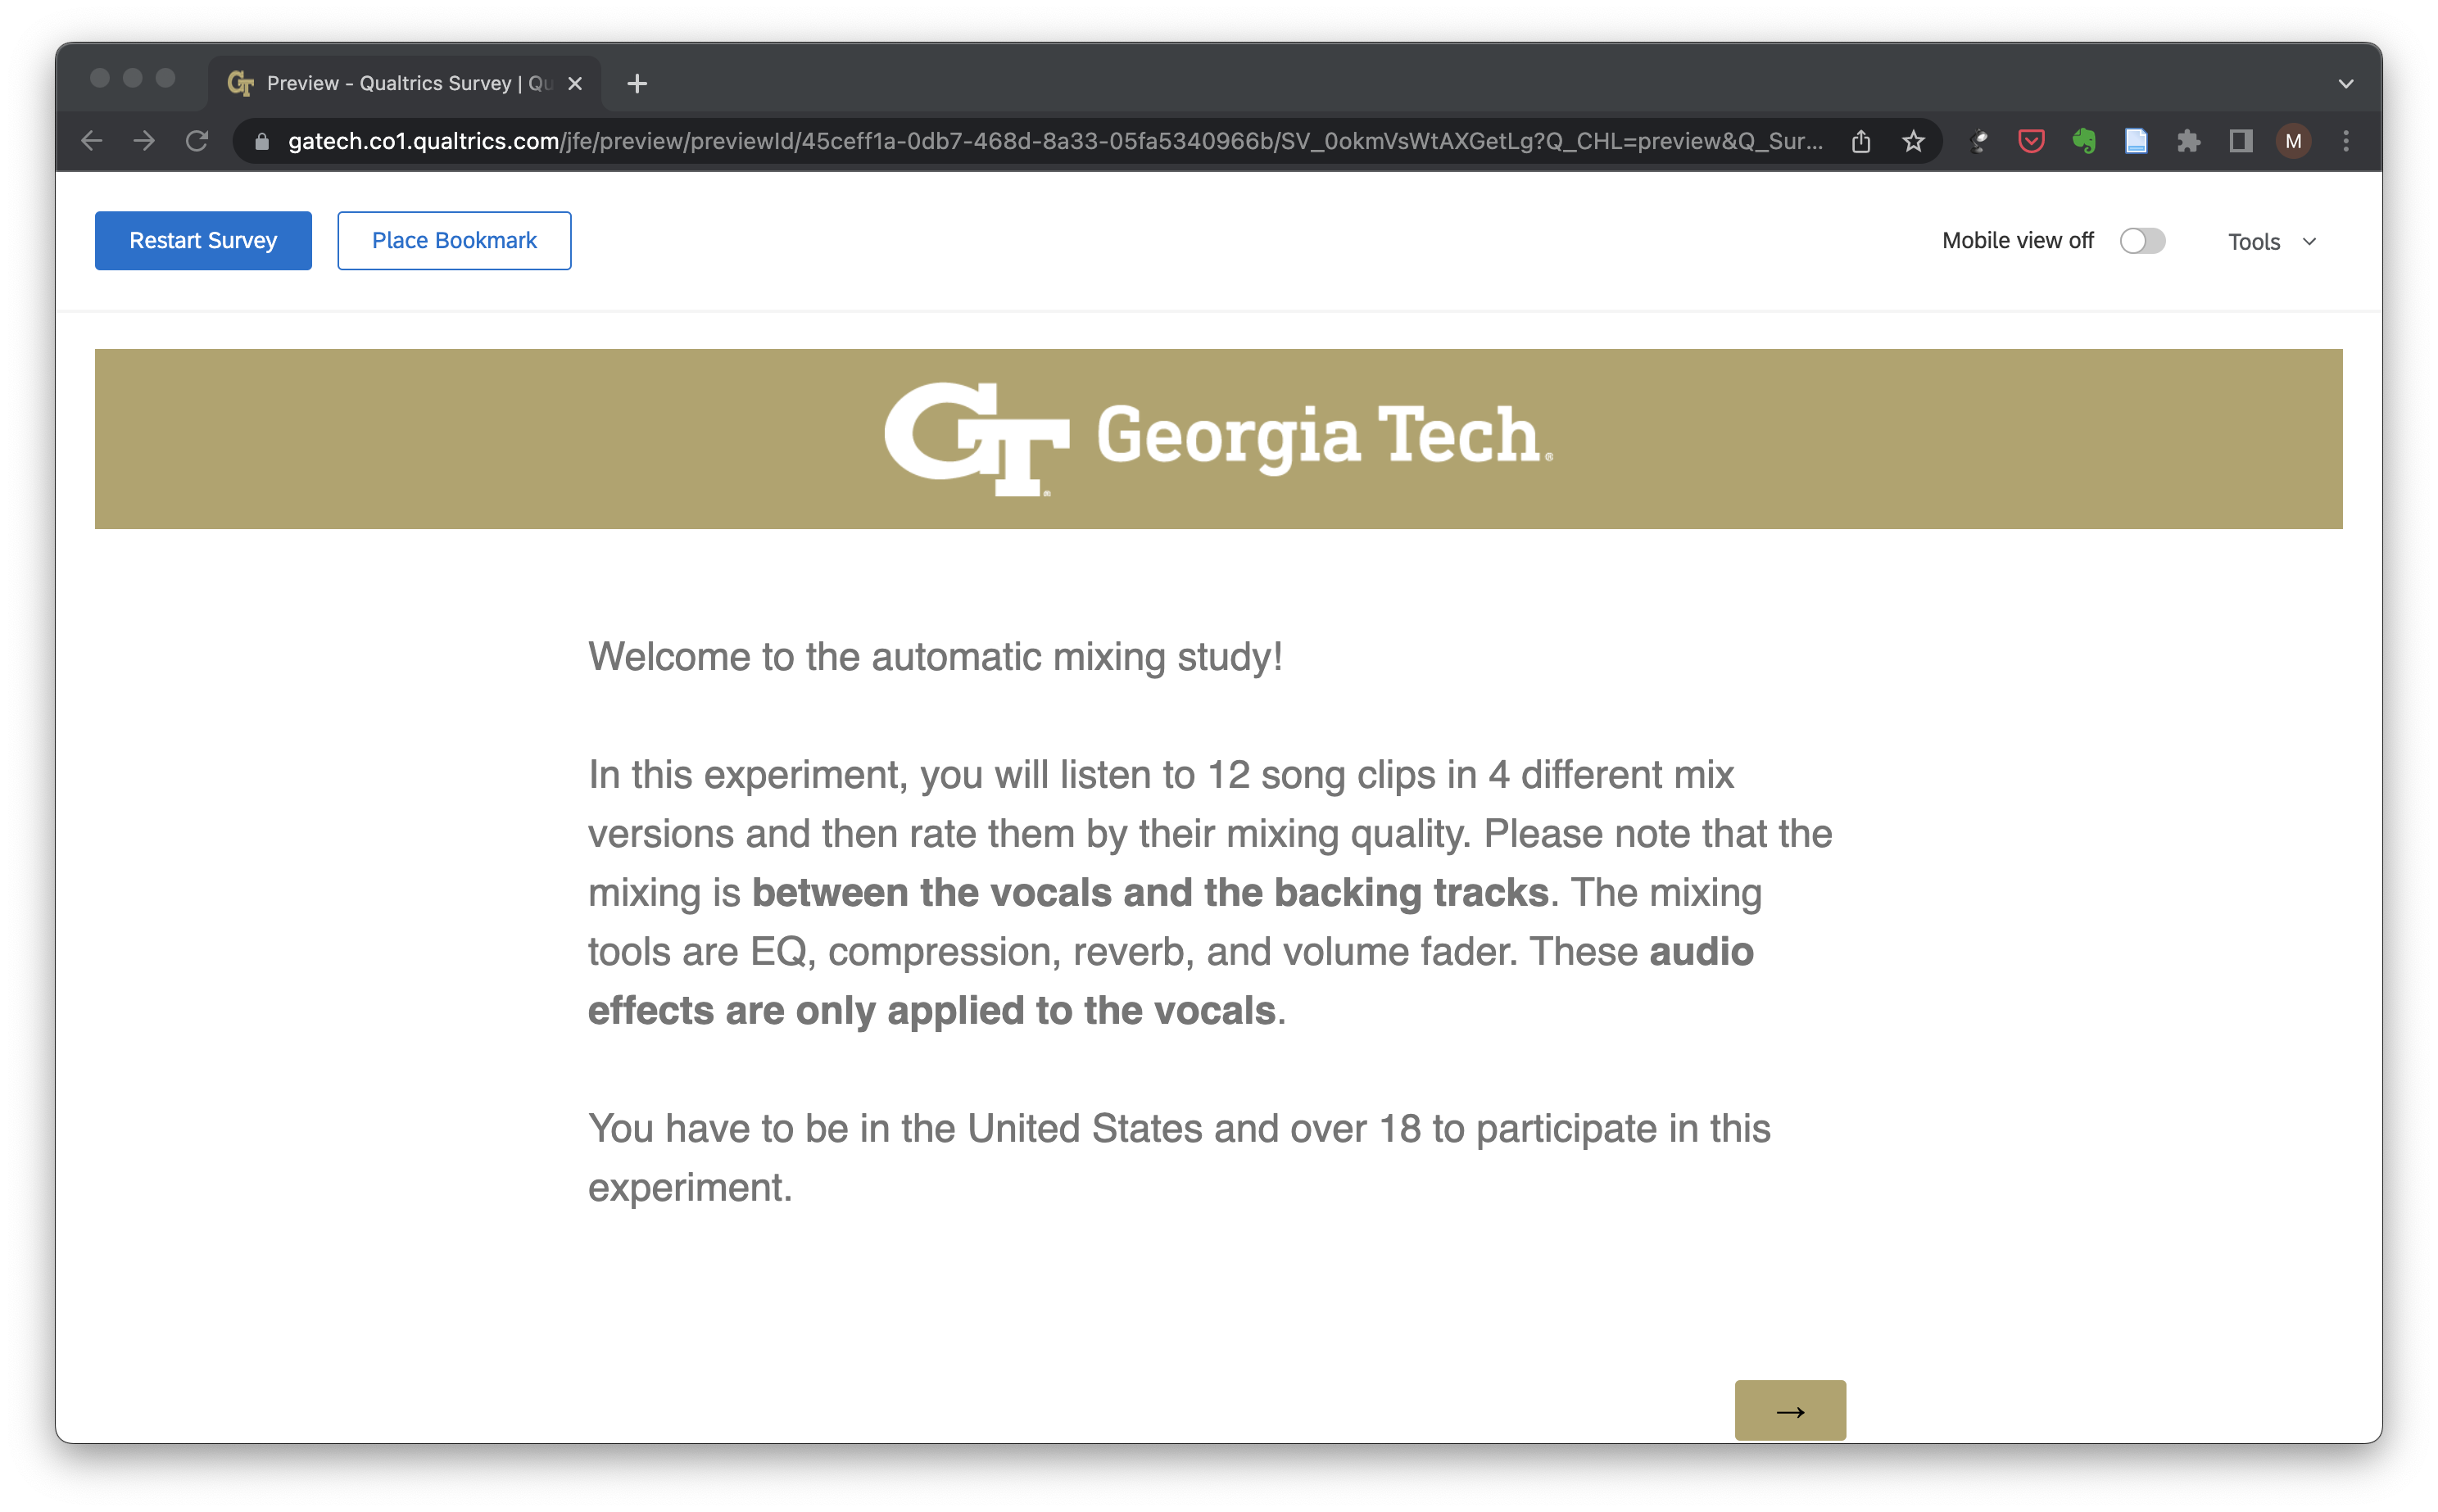 Preview - Qualtrics Survey | Qu
gatech.co1.qualtrics.com/jfe/preview/previewId/45ceff1a-0db7-468d-8a33-05fa5340966b/SV_0okmVsWtAXGetLg?Q_CHL=preview&Q_Sur...
M
Restart Survey
Place Bookmark
Mobile view off
Tools
GT Georgia Tech®
Welcome to the automatic mixing study!
In this experiment, you will listen to 12 song clips in 4 different mix
versions and then rate them by their mixing quality. Please note that the
mixing is between the vocals and the backing tracks. The mixing
tools are EQ, compression, reverb, and volume fader. These audio
effects are only applied to the vocals.
You have to be in the United States and over 18 to participate in this
experiment.
→